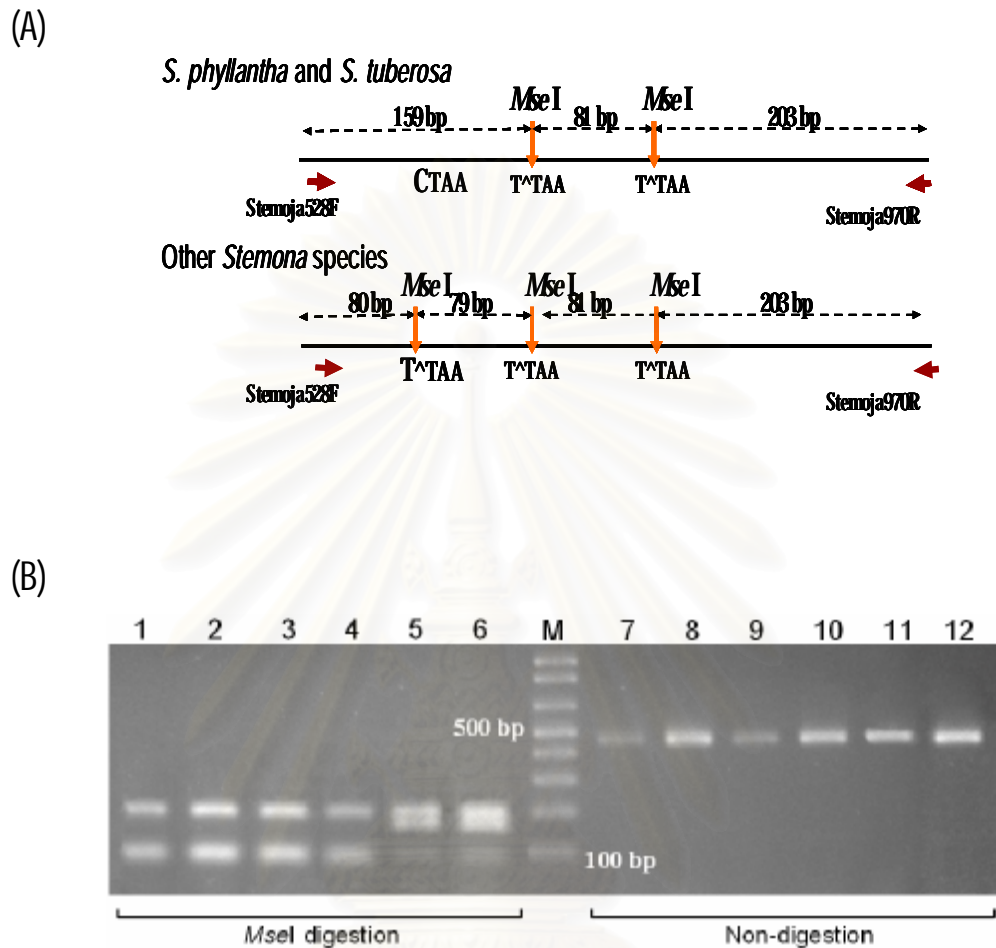 (A)
S. phyllantha and S. tuberosa
MseI MseI
159 bp 81 bp 203 bp
CTAA T^TAA T^TAA
Stemoja528F Stemoja970R
Other Stemona species
MseI MseI MseI
80 bp 79 bp 81 bp 203 bp
T^TAA T^TAA T^TAA
Stemoja528F Stemoja970R
(B)
1 2 3 4 5 6 M 7 8 9 10 11 12
500 bp
100 bp
MseI digestion Non-digestion